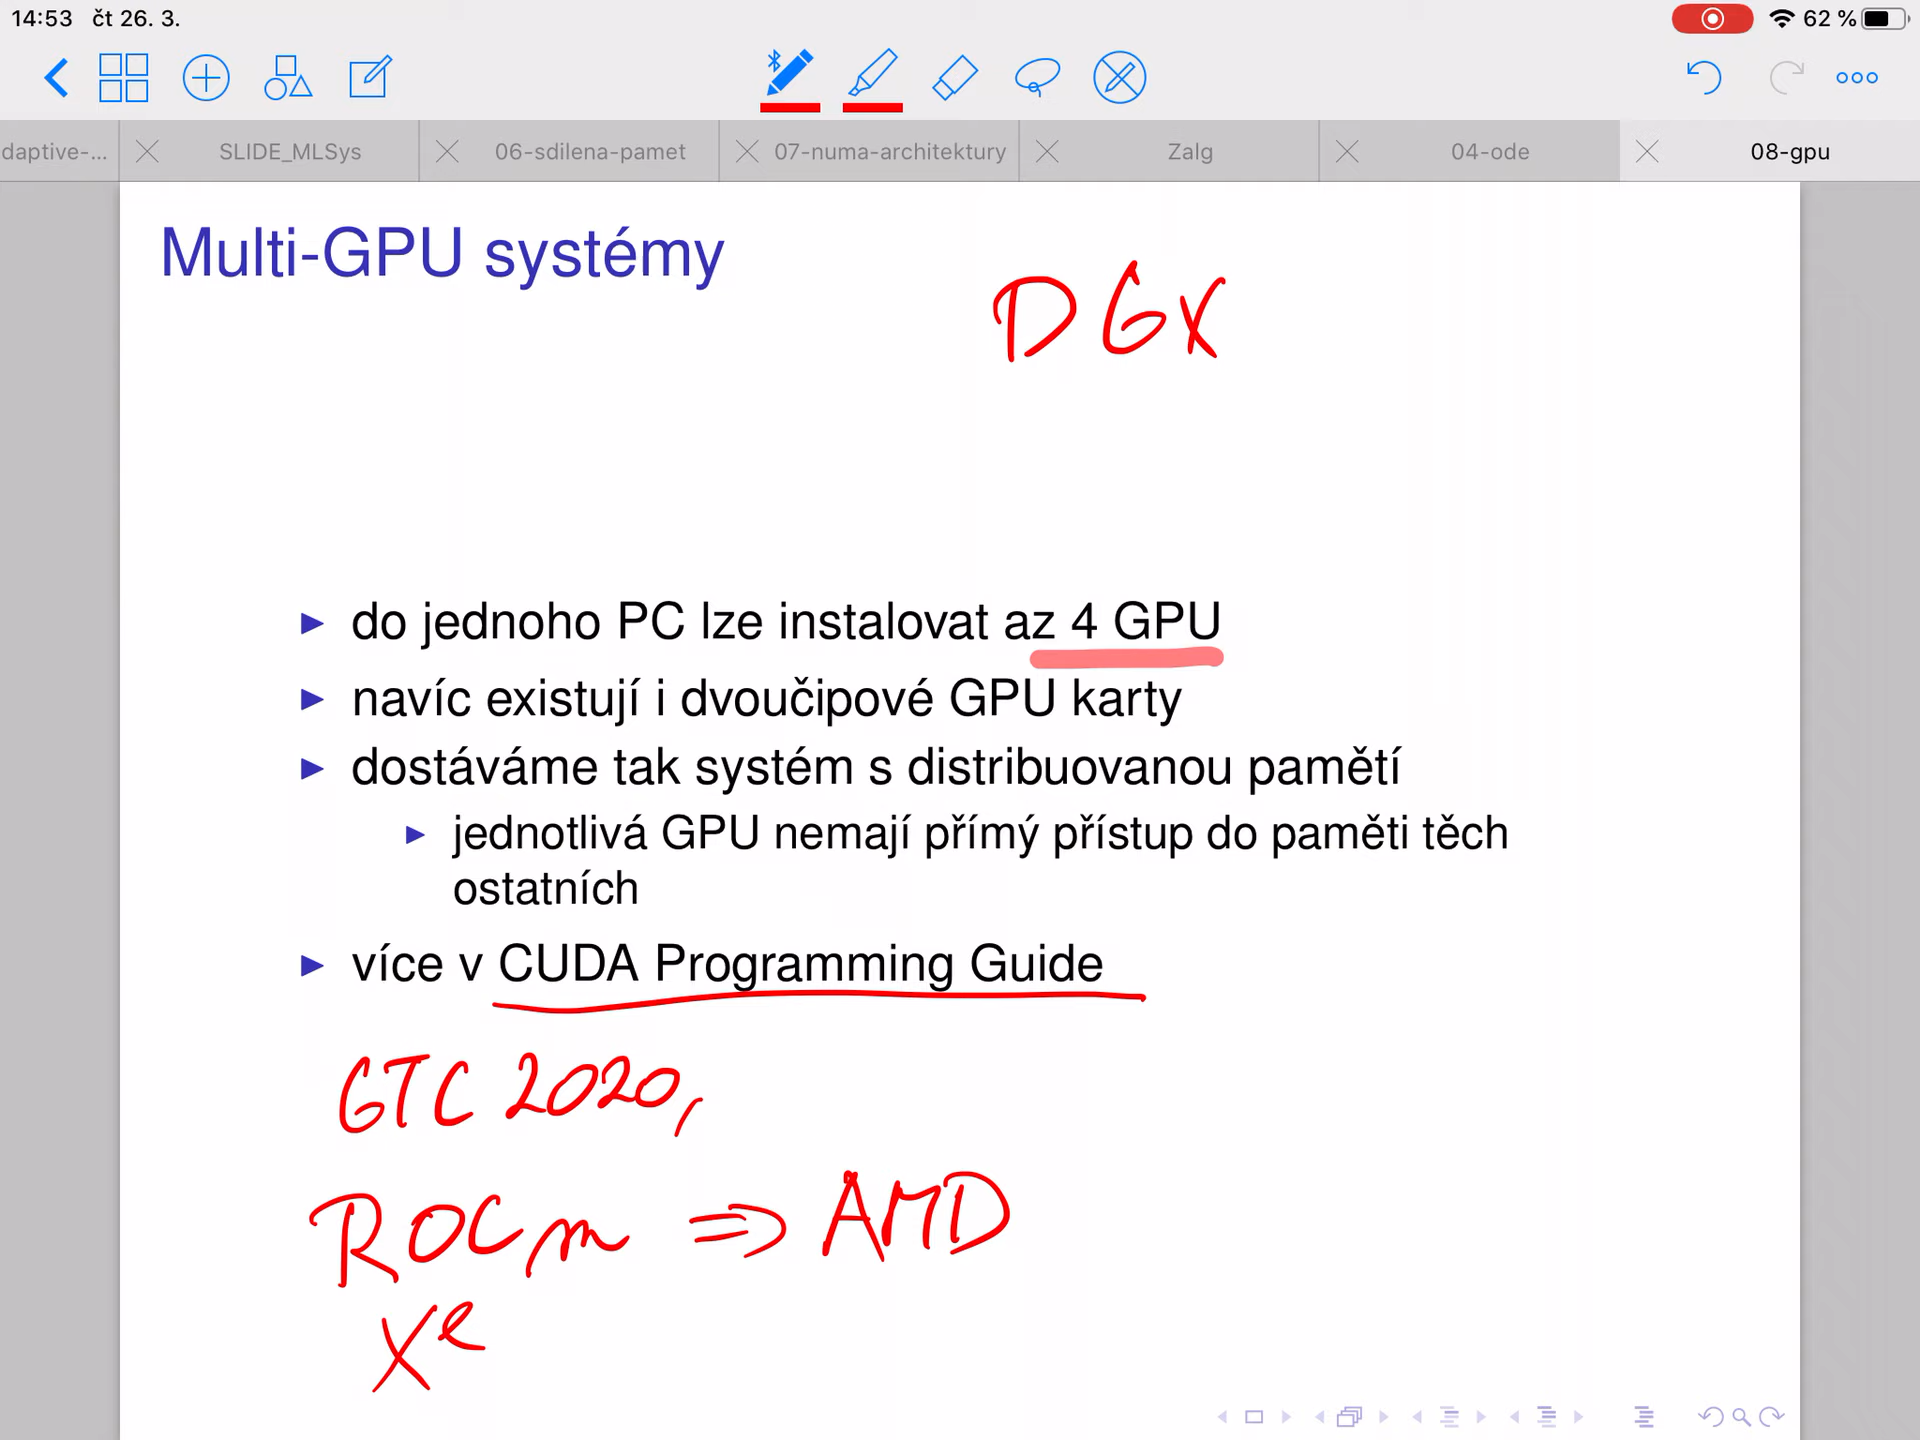 14:53 čt 26. 3.
62 %
daptive-...
SLIDE_MLSys
06-sdilena-pamet
07-numa-architektury
Zalg
04-ode
08-gpu
Multi-GPU systémy
DGX
do jednoho PC lze instalovat az 4 GPU
navíc existují i dvoučipové GPU karty
dostáváme tak systém s distribuovanou pamětí
jednotlivá GPU nemají přímý přístup do paměti těch
ostatních
více v CUDA Programming Guide
GTC 2020,
ROCm => AMD
Xe